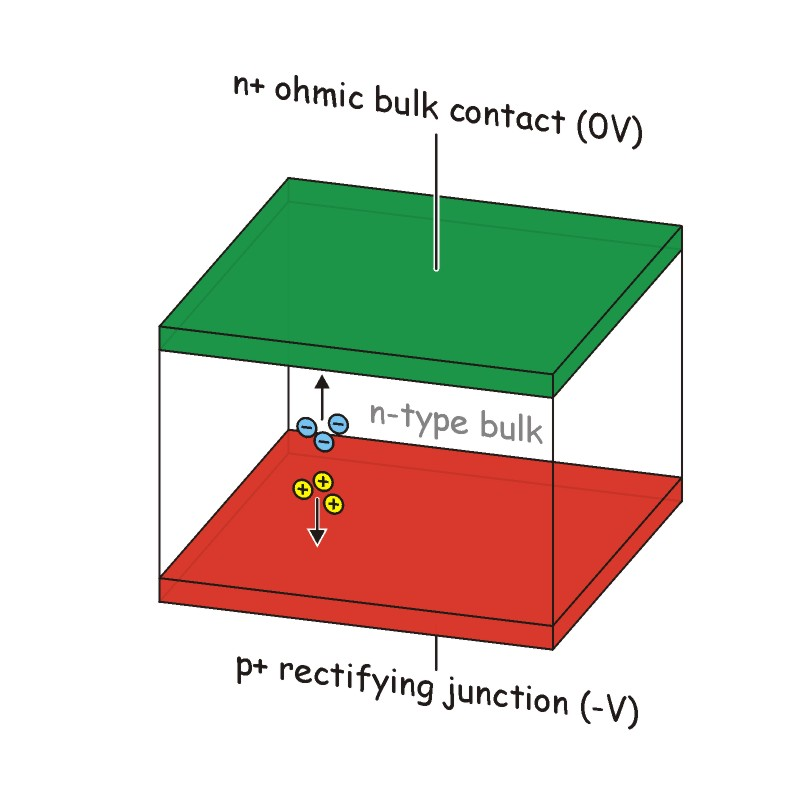 n+ ohmic bulk contact (0V)
n-type bulk
p+ rectifying junction (-V)